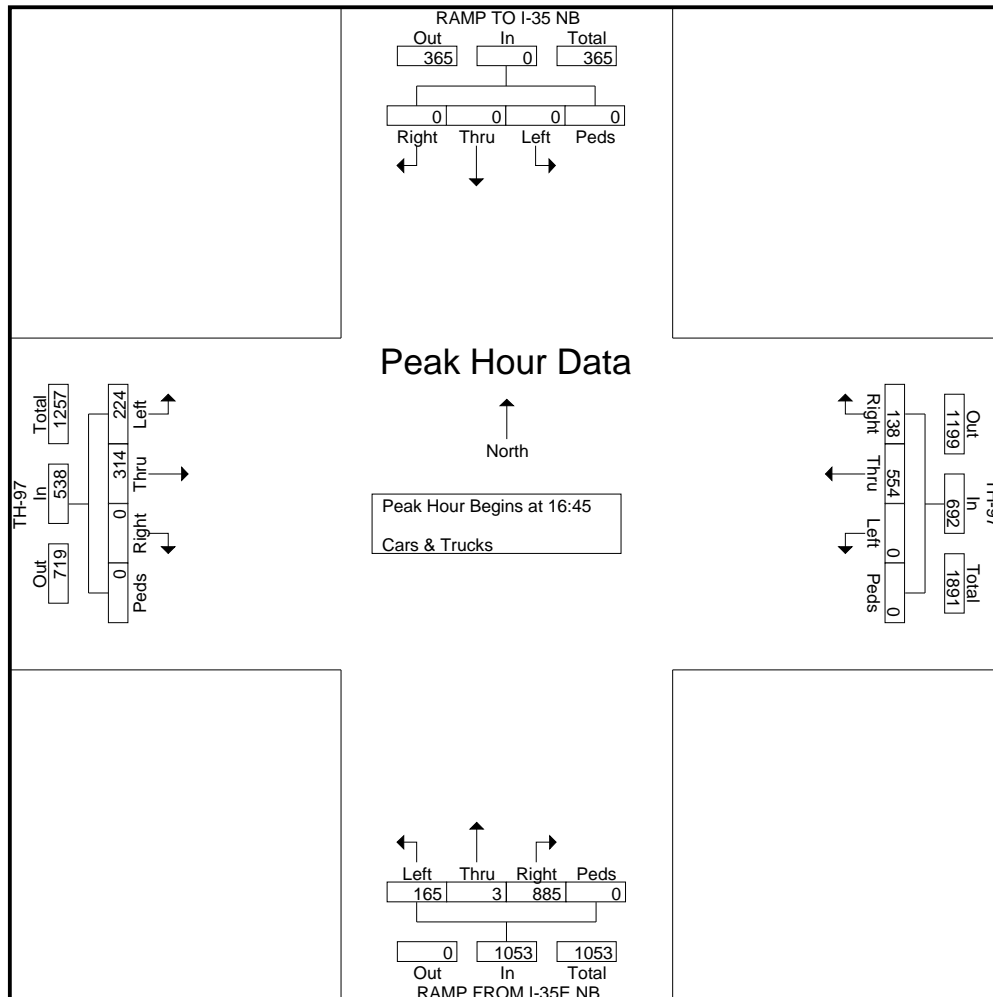 RAMP TO I-35 NB
Out In Total
365 0 365
0 0 0 0
Right Thru Left Peds
Peak Hour Data
North
Peak Hour Begins at 16:45
Cars & Trucks
TH-97
Total In Out
1257 538 719
224 314 0 0
Left Thru Right Peds
Right Thru Left Peds
138 554 0 0
Out In Total
1199 692 1891
TH-97
Left Thru Right Peds
165 3 885 0
0 1053 1053
Out In Total
RAMP FROM I-35E NB